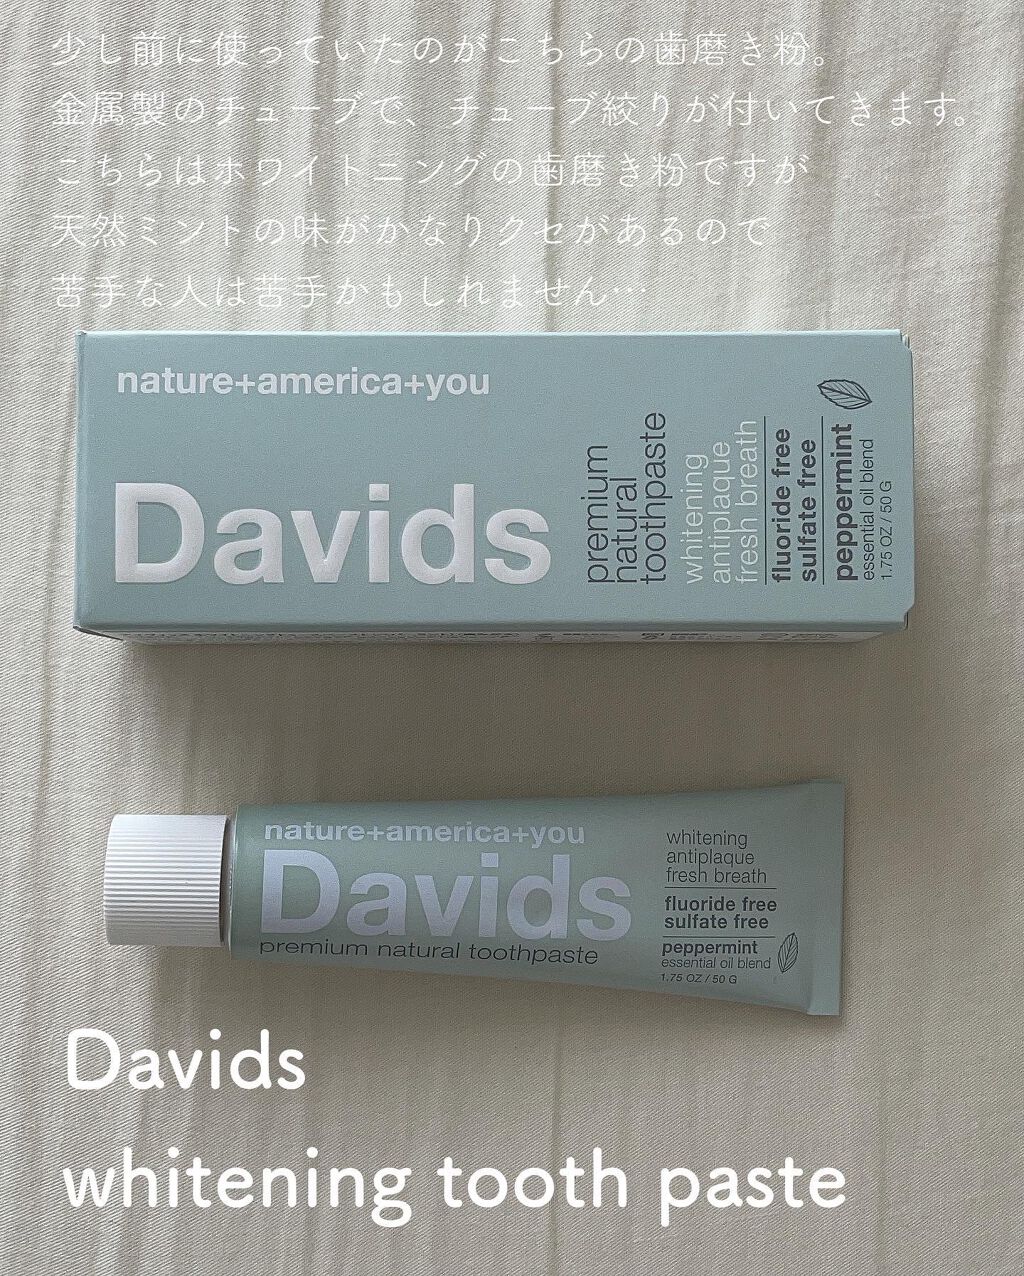 少し前に使っていたのがこちらの歯磨き粉。
金属製のチューブで、チューブ絞りが付いてきます。
こちらはホワイトニングの歯磨き粉ですが
天然ミントの味がかなりクセがあるので
苦手な人は苦手かもしれません…
nature+america+you
Davids
premium
natural
toothpaste
whitening
antiplaque
fresh breath
fluoride free
sulfate free
peppermint
essential oil blend
1.75 OZ / 50 G
nature+america+you
Davids
premium natural toothpaste
whitening
antiplaque
fresh breath
fluoride free
sulfate free
peppermint
essential oil blend
1.75 OZ / 50 G
Davids
whitening tooth paste